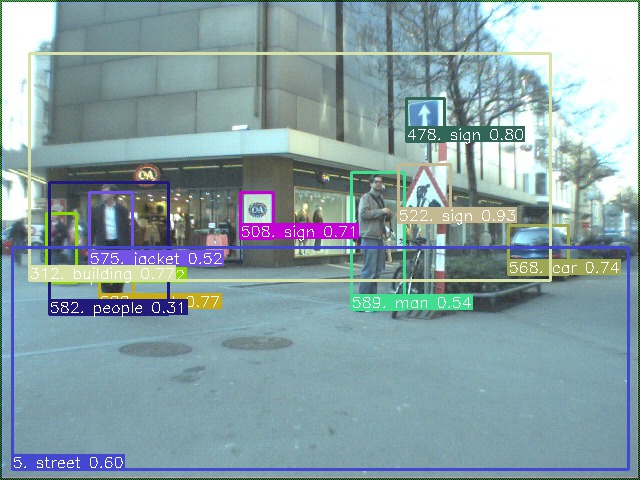 478. sign 0.80
C&A
C&A
522. sign 0.93
508. sign 0.71
575. jacket 0.52
568. car 0.74
312. building 0.77
582. people 0.31
0.77
589. man 0.54
5. street 0.60